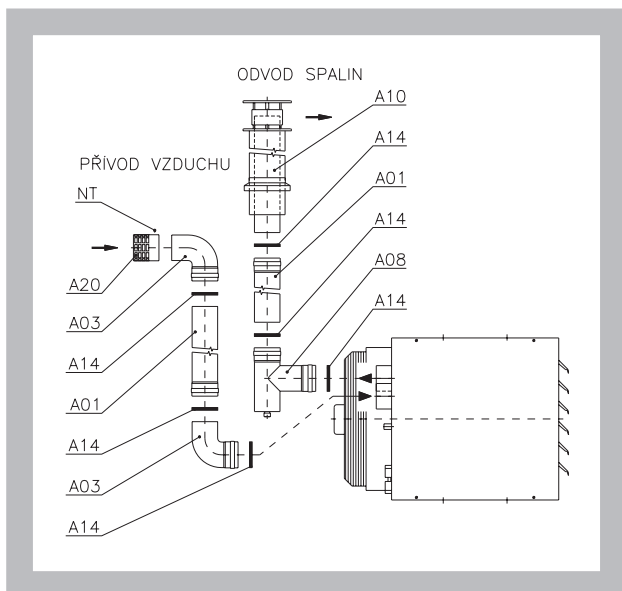 ODVOD SPALIN
A10
A14
PŘÍVOD VZDUCHU
A01
NT
A14
A08
A20
A14
A03
A14
A01
A14
A03
A14